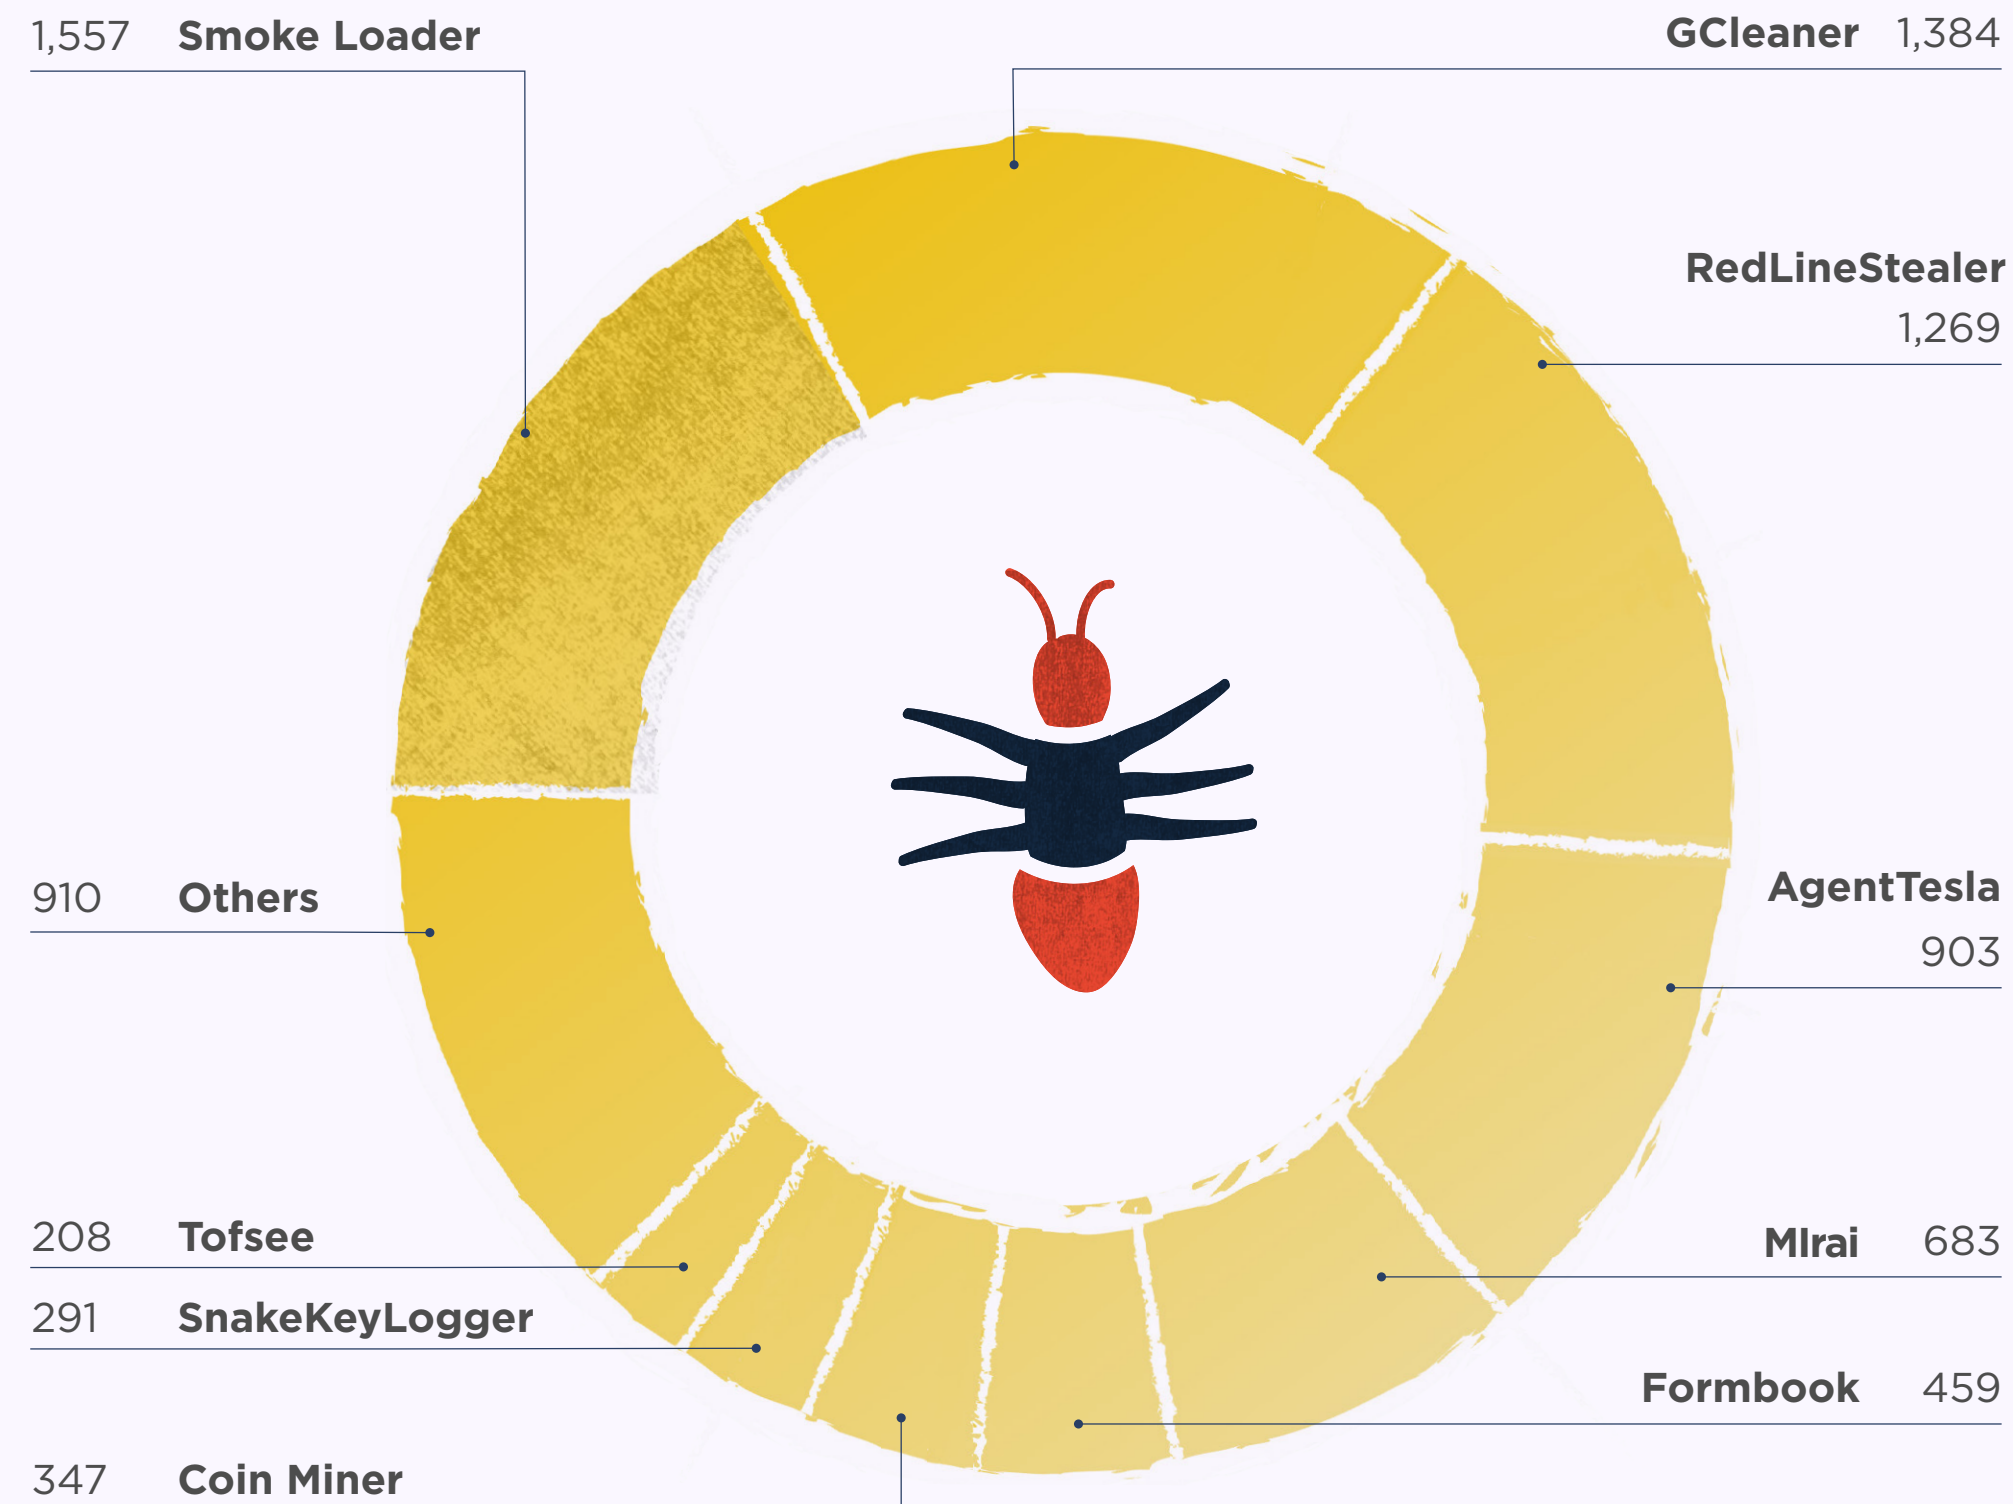 1,557 Smoke Loader
GCleaner 1,384
RedLineStealer
1,269
910 Others
AgentTesla
903
208 Tofsee
MIrai 683
291 SnakeKeyLogger
Formbook 459
347 Coin Miner